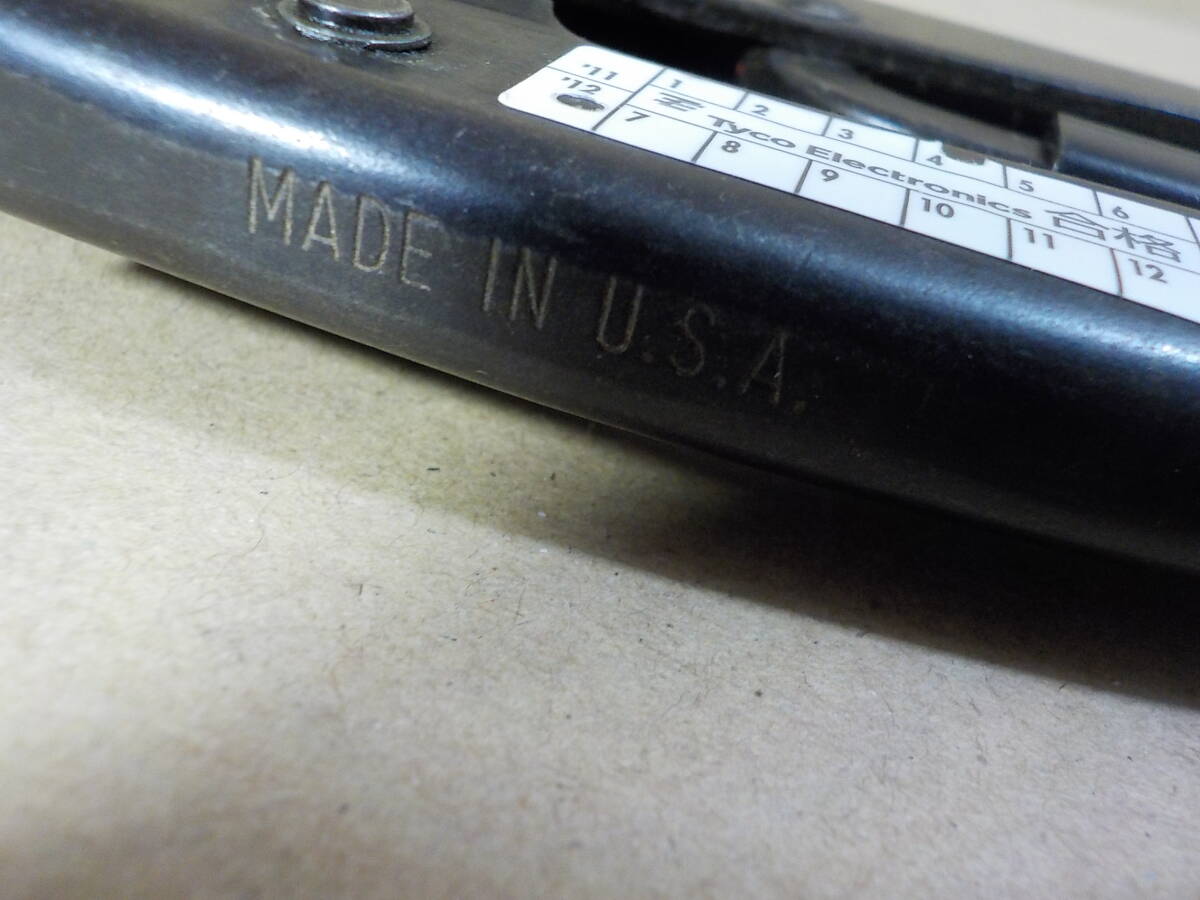 '11 1 2 3 4 5 6
Tyco Electronics 合格
'12 7 8 9 10 11 12
MADE IN U.S.A.